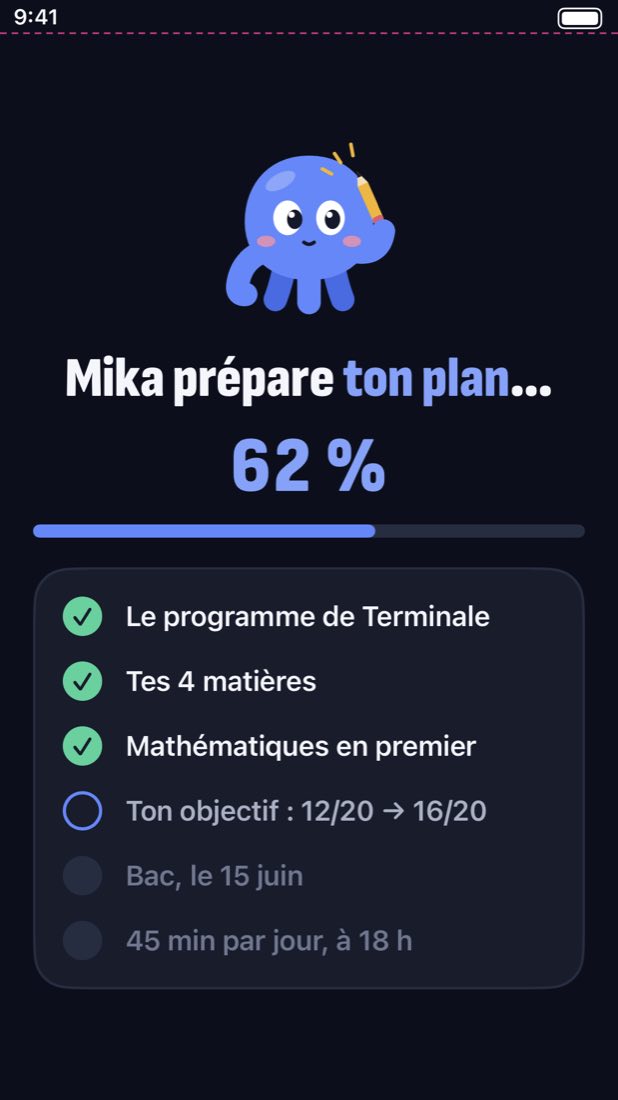 9:41
Mika prépare ton plan...
62 %
Le programme de Terminale
Tes 4 matières
Mathématiques en premier
Ton objectif : 12/20 → 16/20
Bac, le 15 juin
45 min par jour, à 18 h